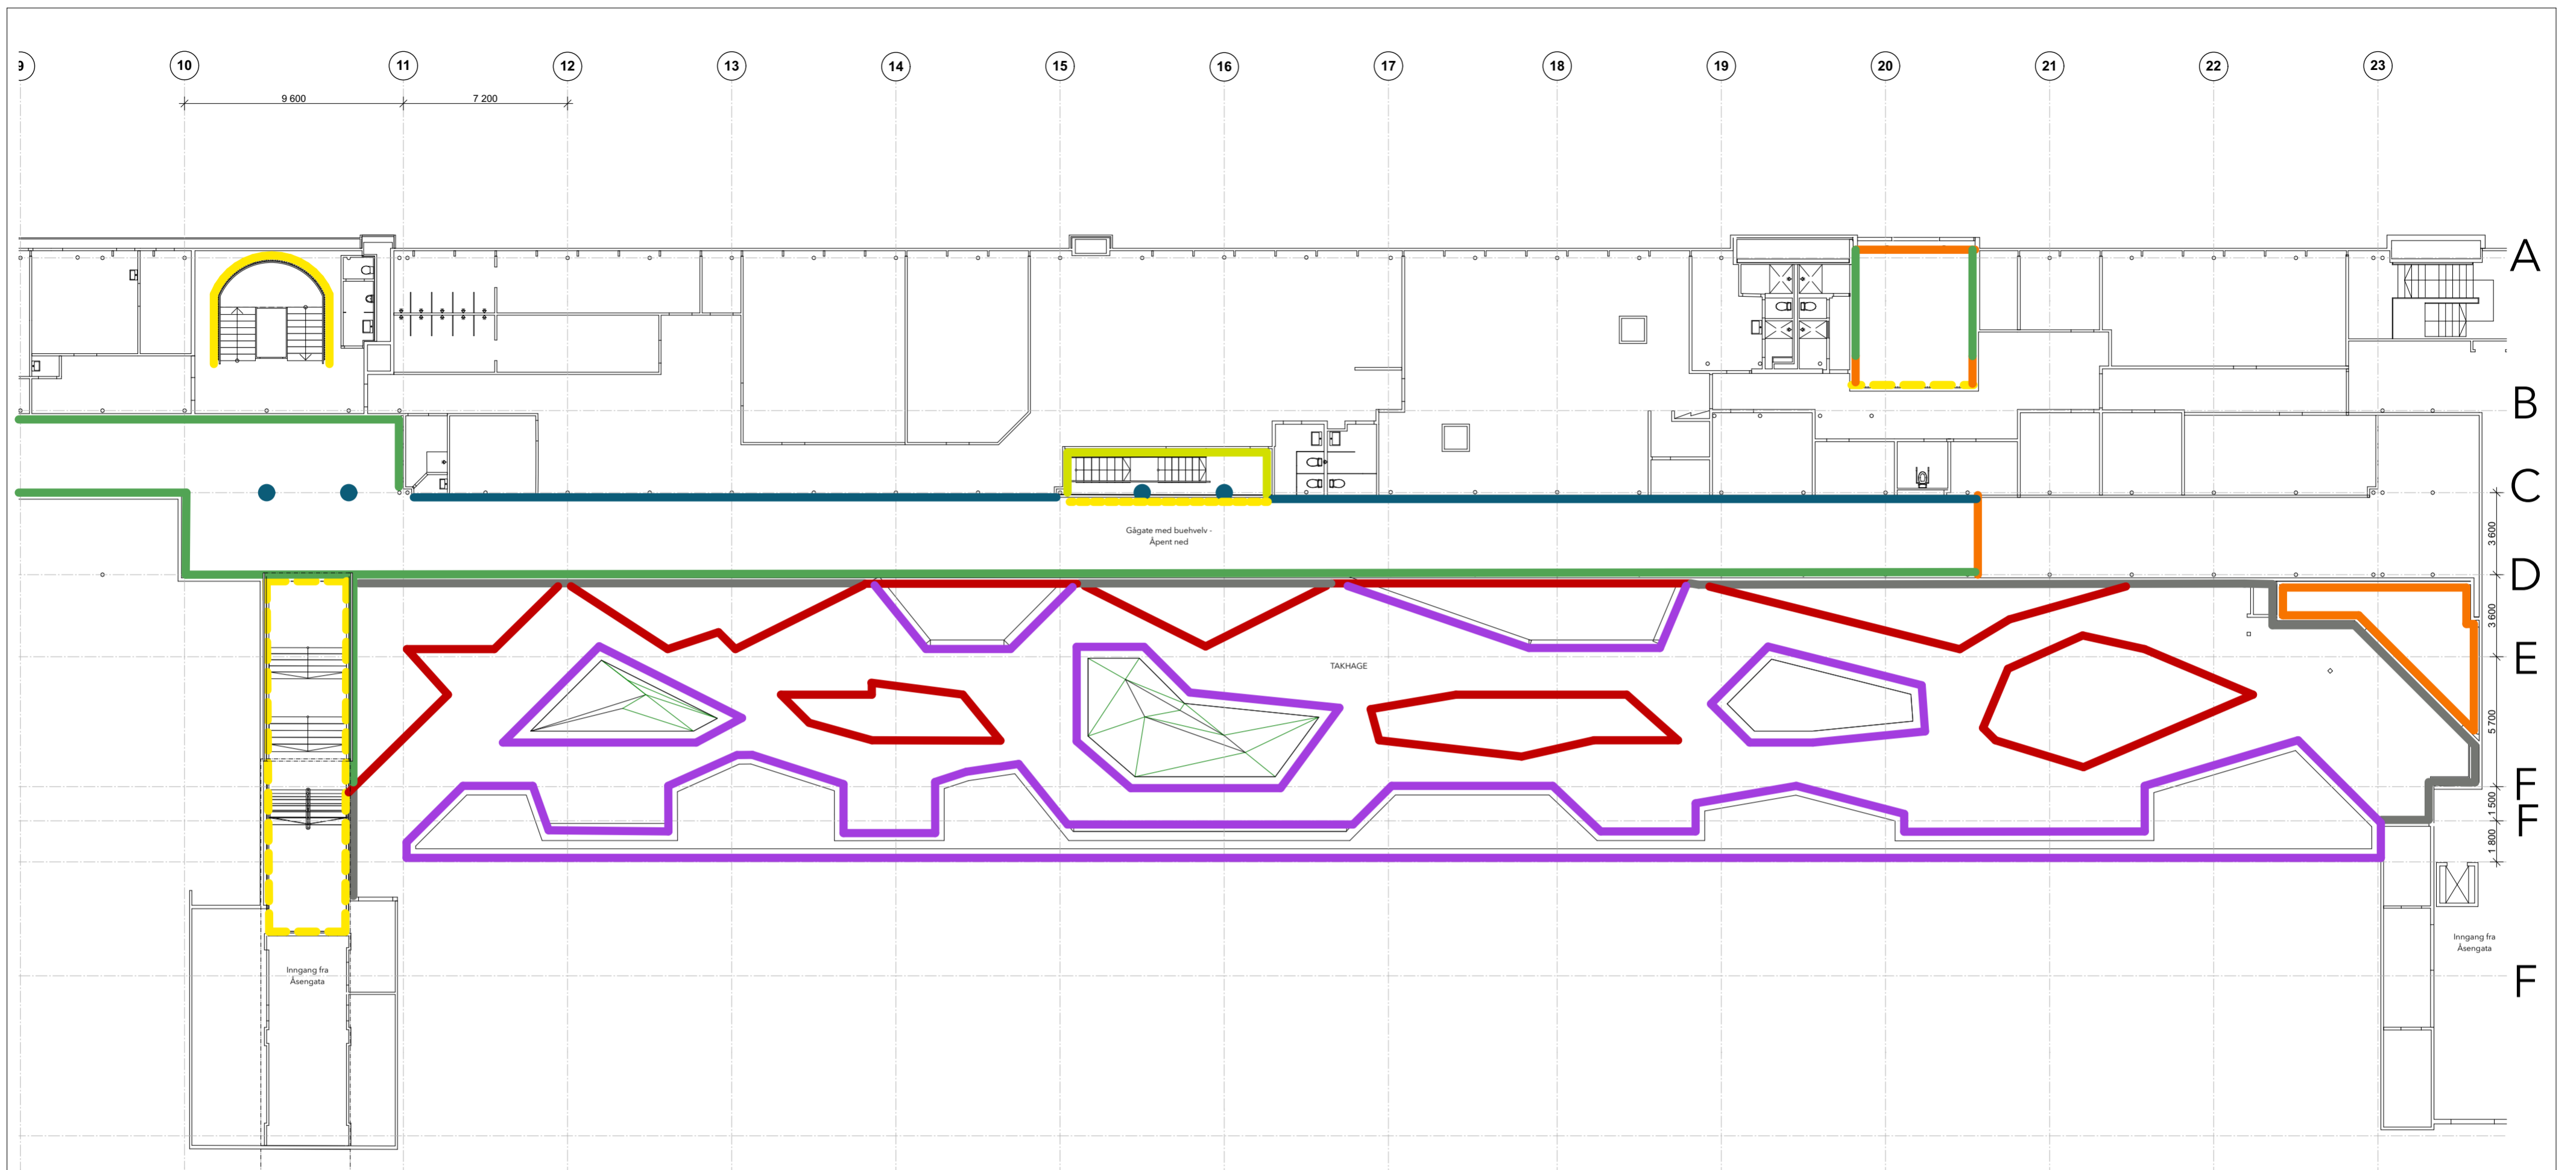 9 10 11 12 13 14 15 16 17 18 19 20 21 22 23
9 600 7 200
A
B
C
Gågate med buehvelv -
Åpent ned
3 600
D
3 600
E
TAKHAGE
5 700
F
1 500
F
1 800
Inngang fra
Åsengata
Inngang fra
Åsengata
F